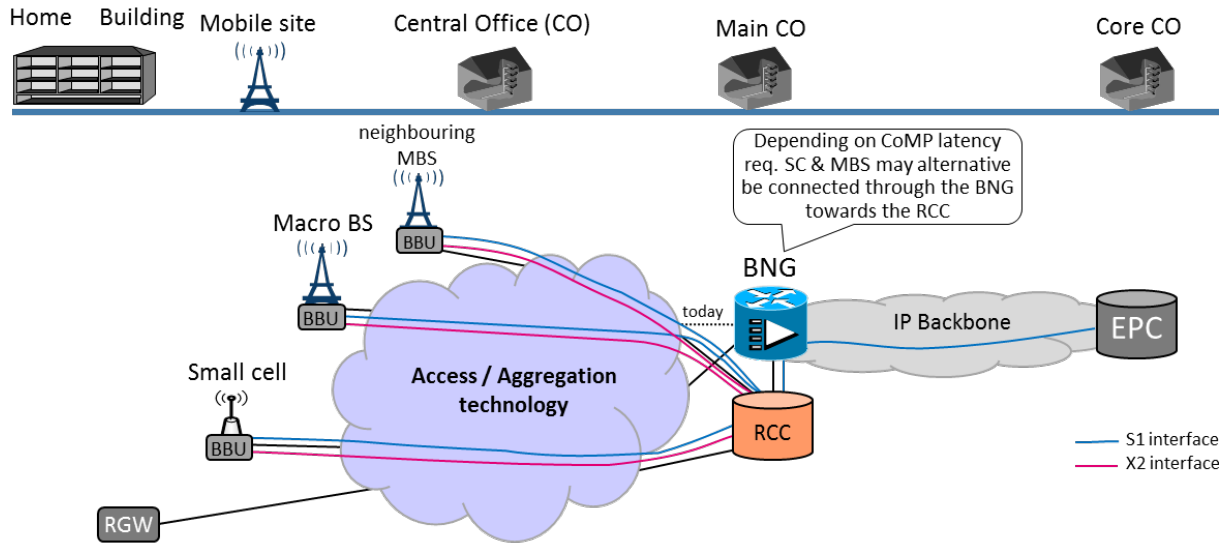 Home Building Mobile site Central Office (CO) Main CO Core CO
neighbouring
MBS
Depending on CoMP latency
req. SC & MBS may alternative
be connected through the BNG
towards the RCC
Macro BS
BBU
BNG
BBU
today
IP Backbone
EPC
Small cell
Access / Aggregation
technology
BBU
RCC
S1 interface
X2 interface
RGW